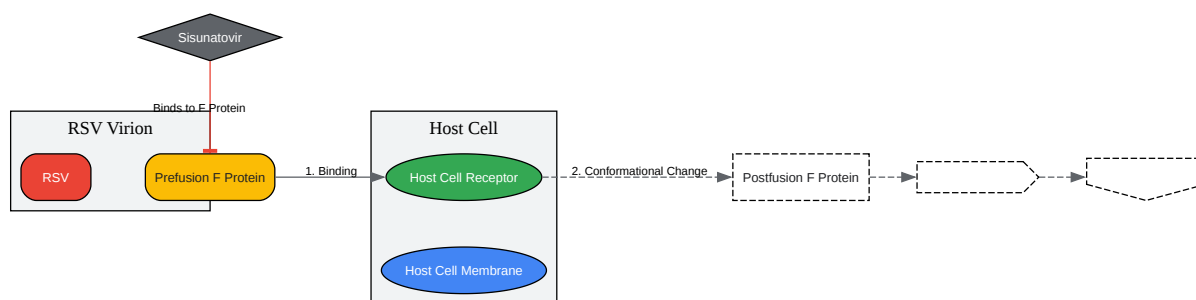 Sisunatovir
Binds to F Protein
RSV Virion
Host Cell
RSV
Prefusion F Protein
1. Binding
Host Cell Receptor
2. Conformational Change
Postfusion F Protein
Host Cell Membrane